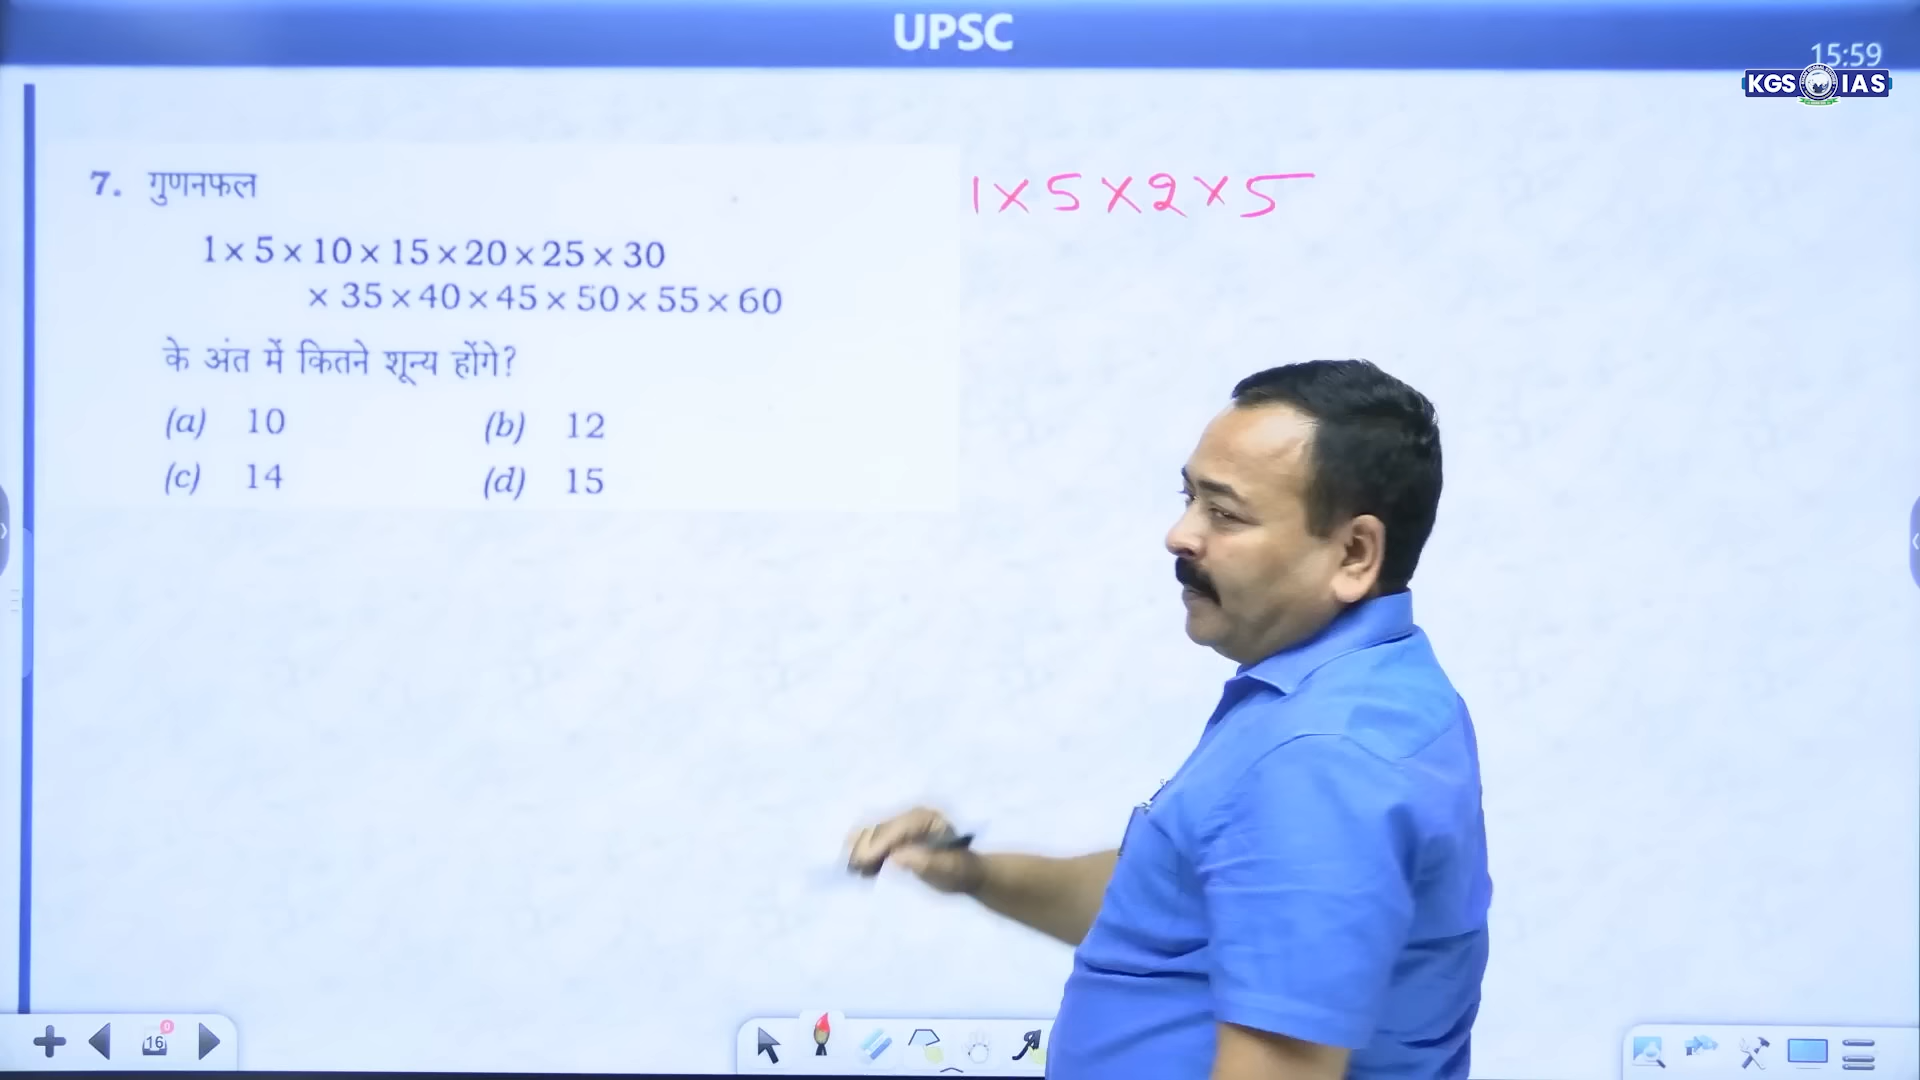 UPSC
15:59
KGS IAS
7. गुणनफल
1×5×10×15×20×25×30
×35×40×45×50×55×60
के अंत में कितने शून्य होंगे?
(a) 10 (b) 12
(c) 14 (d) 15
1×5×2×5
16
0